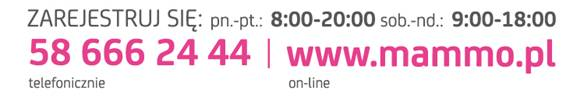 ZAREJESTRUJ SIĘ: pn.-pt.: 8:00-20:00 sob.-nd.: 9:00-18:00
58 666 24 44 | www.mammo.pl
telefonicznie on-line